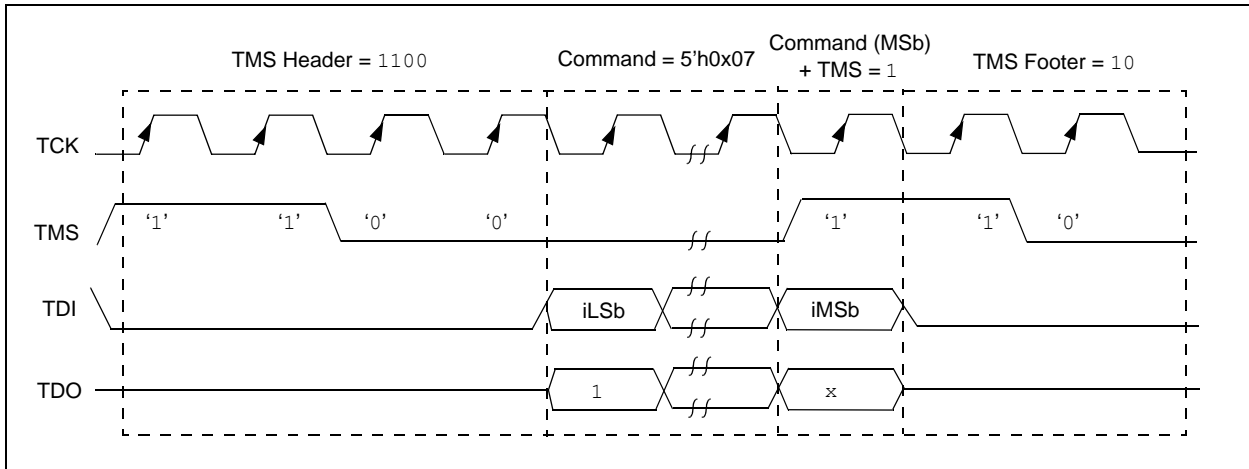 TMS Header = 1100
Command = 5'h0x07
Command (MSb)
+ TMS = 1
TMS Footer = 10
TCK
TMS
‘1’ ‘1’ ‘0’ ‘0’ ‘1’ ‘1’ ‘0’
TDI
iLSb
iMSb
TDO
1
x